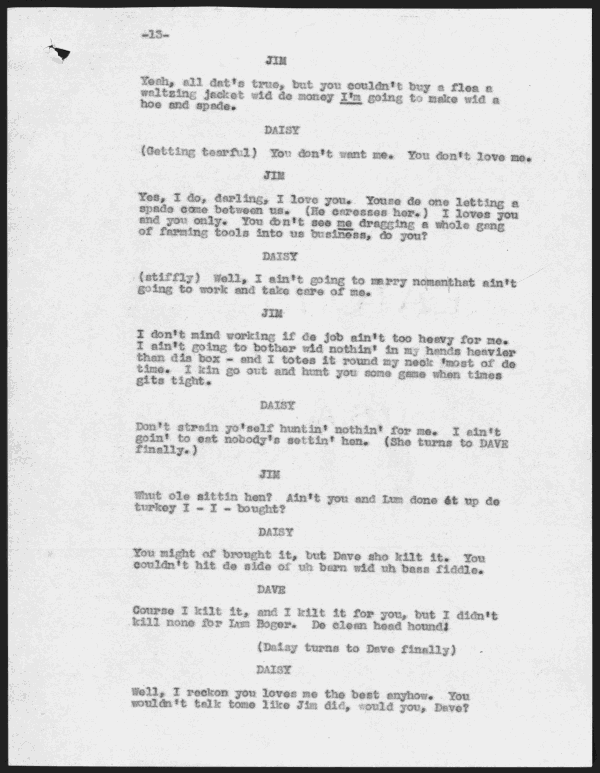 -13-
JIM
Yeah, all dat's true, but you couldn't buy a flea a
waltzing jacket wid de money I'm going to make wid a
hoe and spade.
DAISY
(Getting tearful) You don't want me. You don't love me.
JIM
Yes, I do, darling, I love you. Youse de one letting a
spade come between us. (He caresses her.) I loves you
and you only. You don't see me dragging a whole gang
of farming tools into us business, do you?
DAISY
(stiffly) Well, I ain't going to marry nomanthat ain't
going to work and take care of me.
JIM
I don't mind working if de job ain't too heavy for me.
I ain't going to bother wid nothin' in my hands heavier
than dis box - and I totes it round my neck 'most of de
time. I kin go out and hunt you some game when times
gits tight.
DAISY
Don't strain yo'self huntin' nothin' for me. I ain't
goin' to eat nobody's settin' hen. (She turns to DAVE
finally.)
JIM
Whut ole sittin hen? Ain't you and Lum done et up de
turkey I - I - bought?
DAISY
You might of brought it, but Dave sho kilt it. You
couldn't hit de side of uh barn wid uh bass fiddle.
DAVE
Course I kilt it, and I kilt it for you, but I didn't
kill none for Lum Boger. De clean head hound!
(Daisy turns to Dave finally)
DAISY
Well, I reckon you loves me the best anyhow. You
wouldn't talk tome like Jim did, would you, Dave?